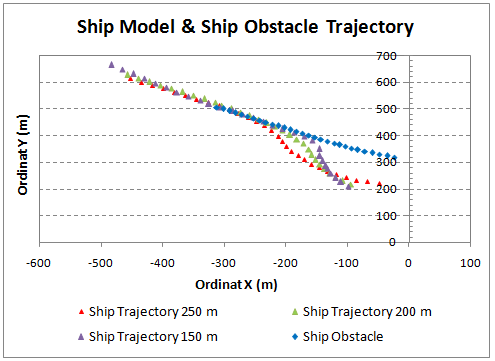 Ship Model & Ship Obstacle Trajectory
700
600
500
400
300
200
100
0
Ordinat Y (m)
-600 -500 -400 -300 -200 -100 0 100
Ordinat X (m)
Ship Trajectory 250 m Ship Trajectory 200 m
Ship Trajectory 150 m Ship Obstacle